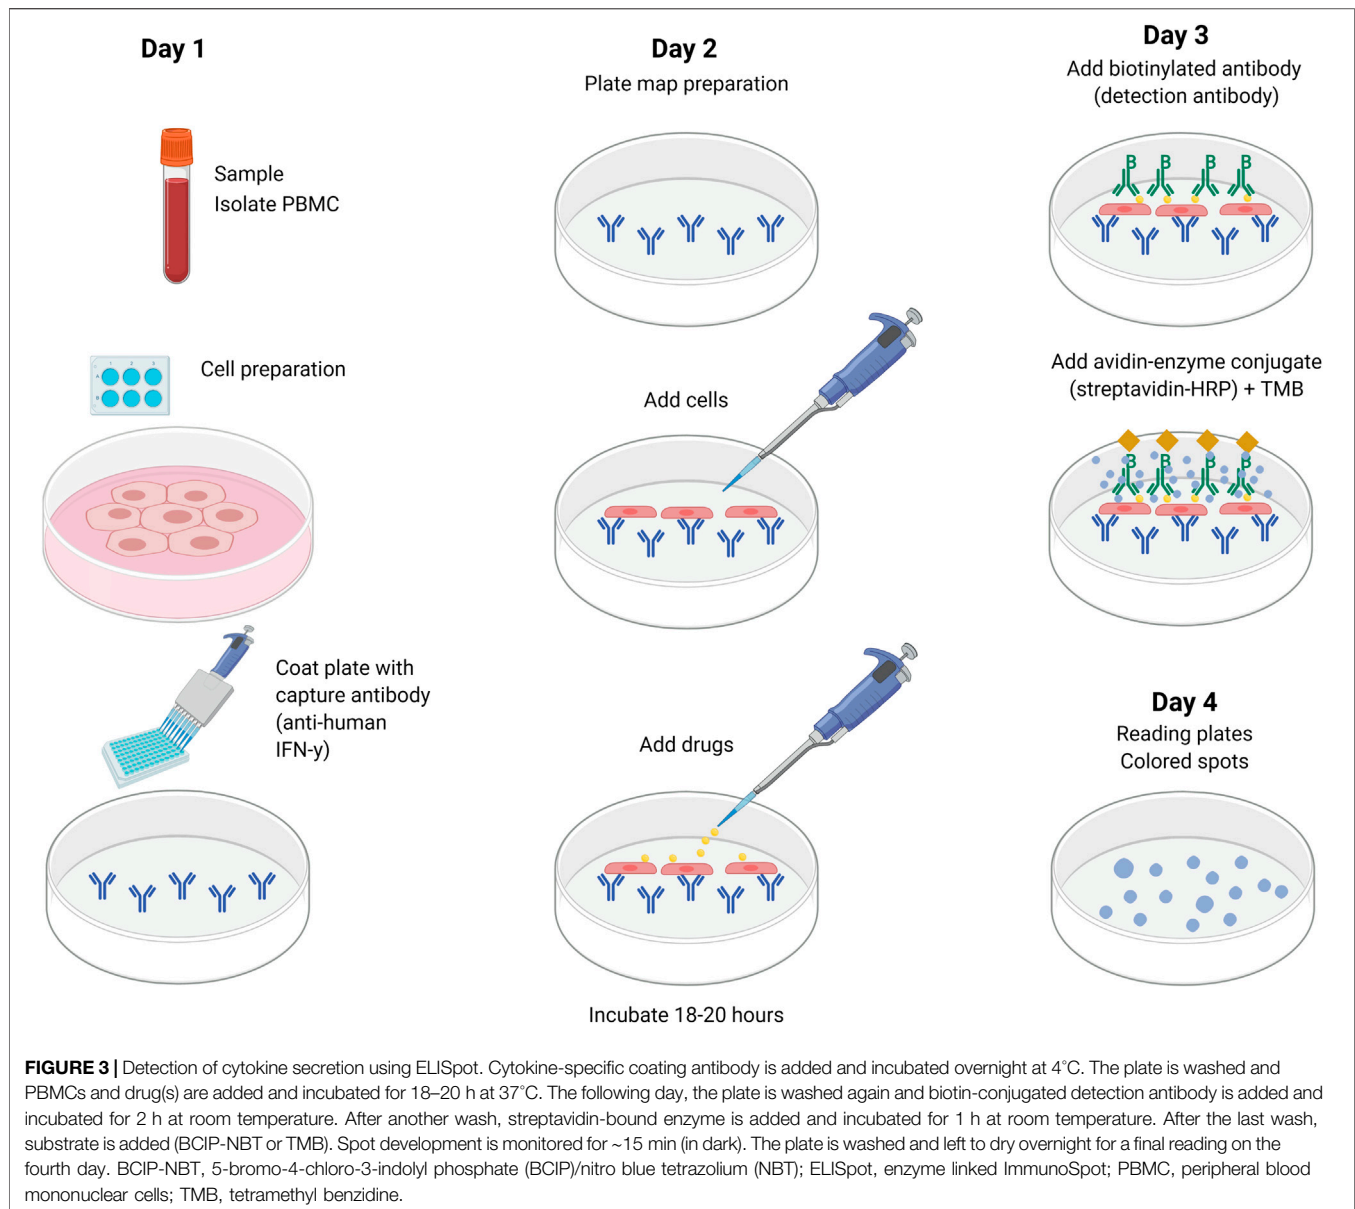 Day 1
Sample
Isolate PBMC
Cell preparation
Coat plate with
capture antibody
(anti-human
IFN-y)
Day 2
Plate map preparation
Add cells
Add drugs
Incubate 18-20 hours
Day 3
Add biotinylated antibody
(detection antibody)
B B B B
Add avidin-enzyme conjugate
(streptavidin-HRP) + TMB
B B B B
Day 4
Reading plates
Colored spots
FIGURE 3 | Detection of cytokine secretion using ELISpot. Cytokine-specific coating antibody is added and incubated overnight at 4°C. The plate is washed and
PBMCs and drug(s) are added and incubated for 18–20 h at 37°C. The following day, the plate is washed again and biotin-conjugated detection antibody is added and
incubated for 2 h at room temperature. After another wash, streptavidin-bound enzyme is added and incubated for 1 h at room temperature. After the last wash,
substrate is added (BCIP-NBT or TMB). Spot development is monitored for ~15 min (in dark). The plate is washed and left to dry overnight for a final reading on the
fourth day. BCIP-NBT, 5-bromo-4-chloro-3-indolyl phosphate (BCIP)/nitro blue tetrazolium (NBT); ELISpot, enzyme linked ImmunoSpot; PBMC, peripheral blood
mononuclear cells; TMB, tetramethyl benzidine.